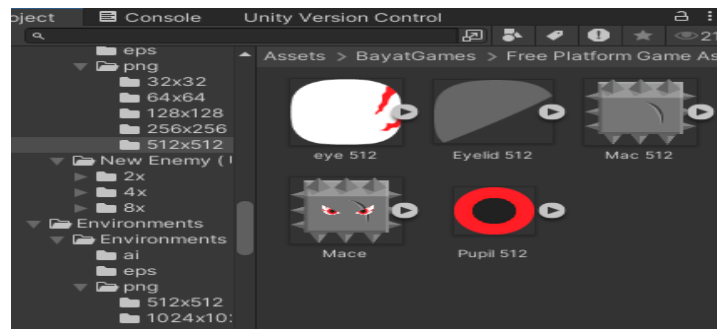 oject
Console
Unity Version Control
21
Assets > BayatGames > Free Platform Game As
eps
png
32x32
64x64
128x128
256x256
512x512
New Enemy (
2x
4x
8x
Environments
Environments
ai
eps
png
512x512
1024x10
eye 512
Eyelid 512
Mac 512
Mace
Pupil 512